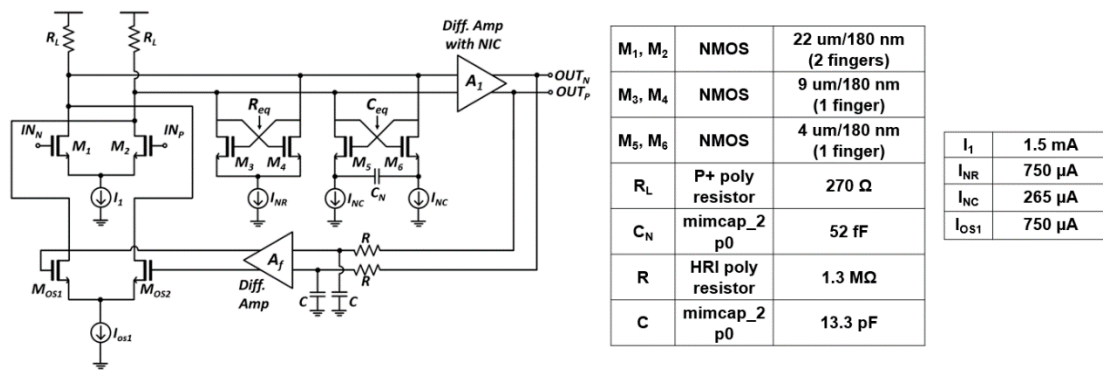 Diff. Amp
with NIC
R_L
R_L
A_1
OUT_N
OUT_P
R_eq
C_eq
IN_N
M_1
M_2
IN_P
M_3
M_4
M_5
M_6
C_N
I_1
I_NR
I_NC
I_NC
A_f
R
R
M_OS1
M_OS2
Diff.
Amp
C
C
I_os1
M_1, M_2 NMOS 22 um/180 nm
(2 fingers)
M_3, M_4 NMOS 9 um/180 nm
(1 finger)
M_5, M_6 NMOS 4 um/180 nm
(1 finger)
R_L P+ poly
resistor 270 Ω
C_N mimcap_2
p0 52 fF
R HRI poly
resistor 1.3 MΩ
C mimcap_2
p0 13.3 pF
I_1 1.5 mA
I_NR 750 µA
I_NC 265 µA
I_OS1 750 µA